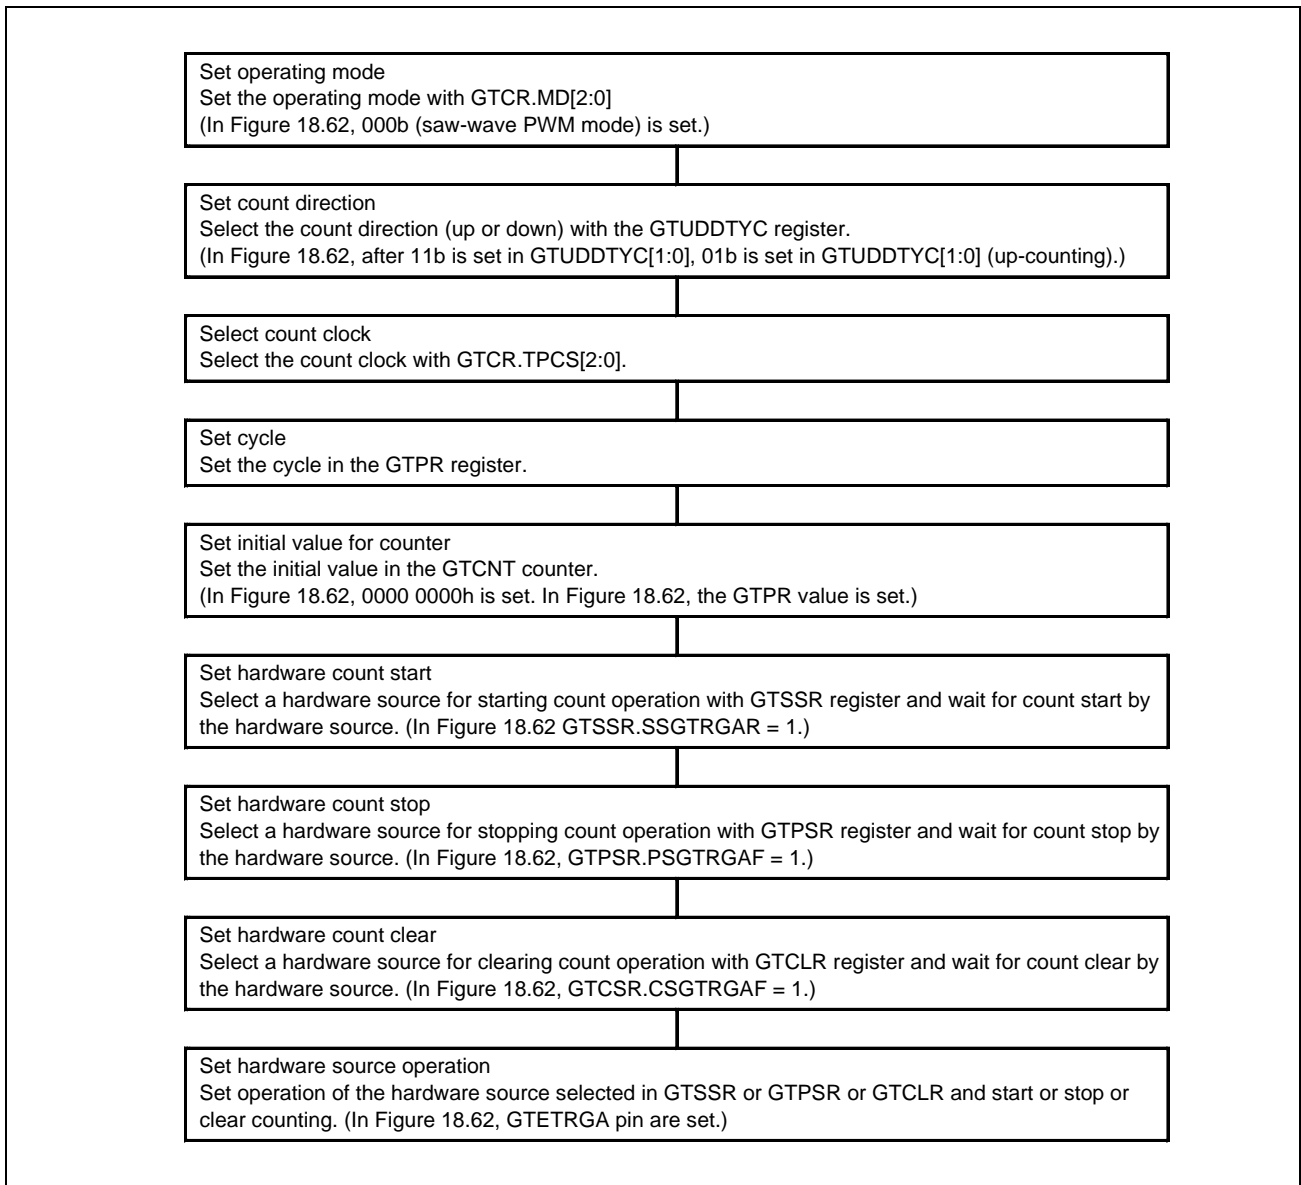 Set operating mode
Set the operating mode with GTCR.MD[2:0]
(In Figure 18.62, 000b (saw-wave PWM mode) is set.)
Set count direction
Select the count direction (up or down) with the GTUDDTYC register.
(In Figure 18.62, after 11b is set in GTUDDTYC[1:0], 01b is set in GTUDDTYC[1:0] (up-counting).)
Select count clock
Select the count clock with GTCR.TPCS[2:0].
Set cycle
Set the cycle in the GTPR register.
Set initial value for counter
Set the initial value in the GTCNT counter.
(In Figure 18.62, 0000 0000h is set. In Figure 18.62, the GTPR value is set.)
Set hardware count start
Select a hardware source for starting count operation with GTSSR register and wait for count start by
the hardware source. (In Figure 18.62 GTSSR.SSGTRGAR = 1.)
Set hardware count stop
Select a hardware source for stopping count operation with GTPSR register and wait for count stop by
the hardware source. (In Figure 18.62, GTPSR.PSGTRGAF = 1.)
Set hardware count clear
Select a hardware source for clearing count operation with GTCLR register and wait for count clear by
the hardware source. (In Figure 18.62, GTCSR.CSGTRGAF = 1.)
Set hardware source operation
Set operation of the hardware source selected in GTSSR or GTPSR or GTCLR and start or stop or
clear counting. (In Figure 18.62, GTETRGA pin are set.)